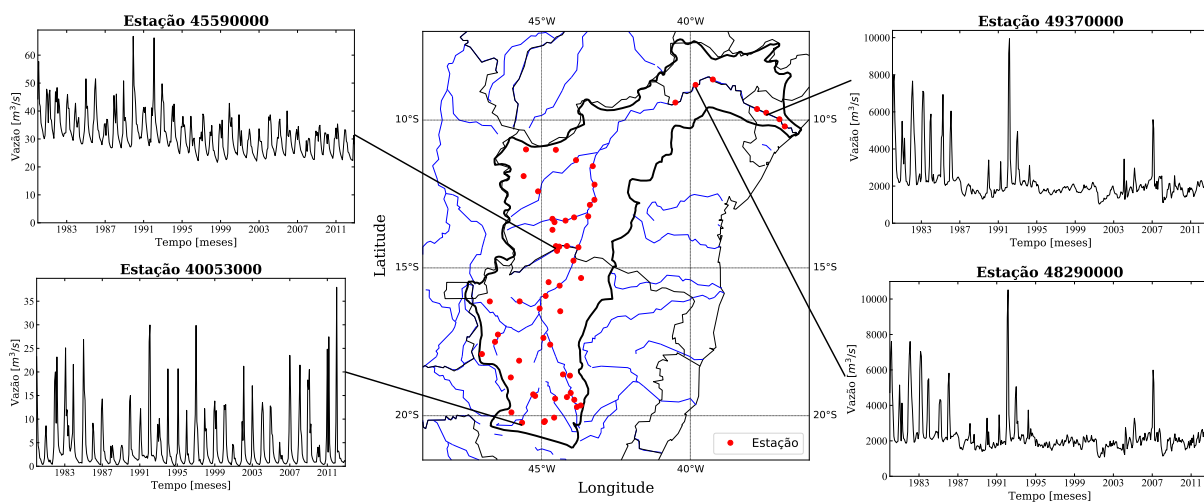 Estação 45590000
Vazão [m³/s]
60
50
40
30
20
10
0
1983 1987 1991 1995 1999 2003 2007 2011
Tempo [meses]
Estação 40053000
Vazão [m³/s]
35
30
25
20
15
10
5
0
1983 1987 1991 1995 1999 2003 2007 2011
Tempo [meses]
45°W 40°W
Latitude
10°S 10°S
15°S 15°S
20°S 20°S
Estação
45°W 40°W
Longitude
Estação 49370000
Vazão [m³/s]
10000
8000
6000
4000
2000
0
1983 1987 1991 1995 1999 2003 2007 2011
Tempo [meses]
Estação 48290000
Vazão [m³/s]
10000
8000
6000
4000
2000
0
1983 1987 1991 1995 1999 2003 2007 2011
Tempo [meses]